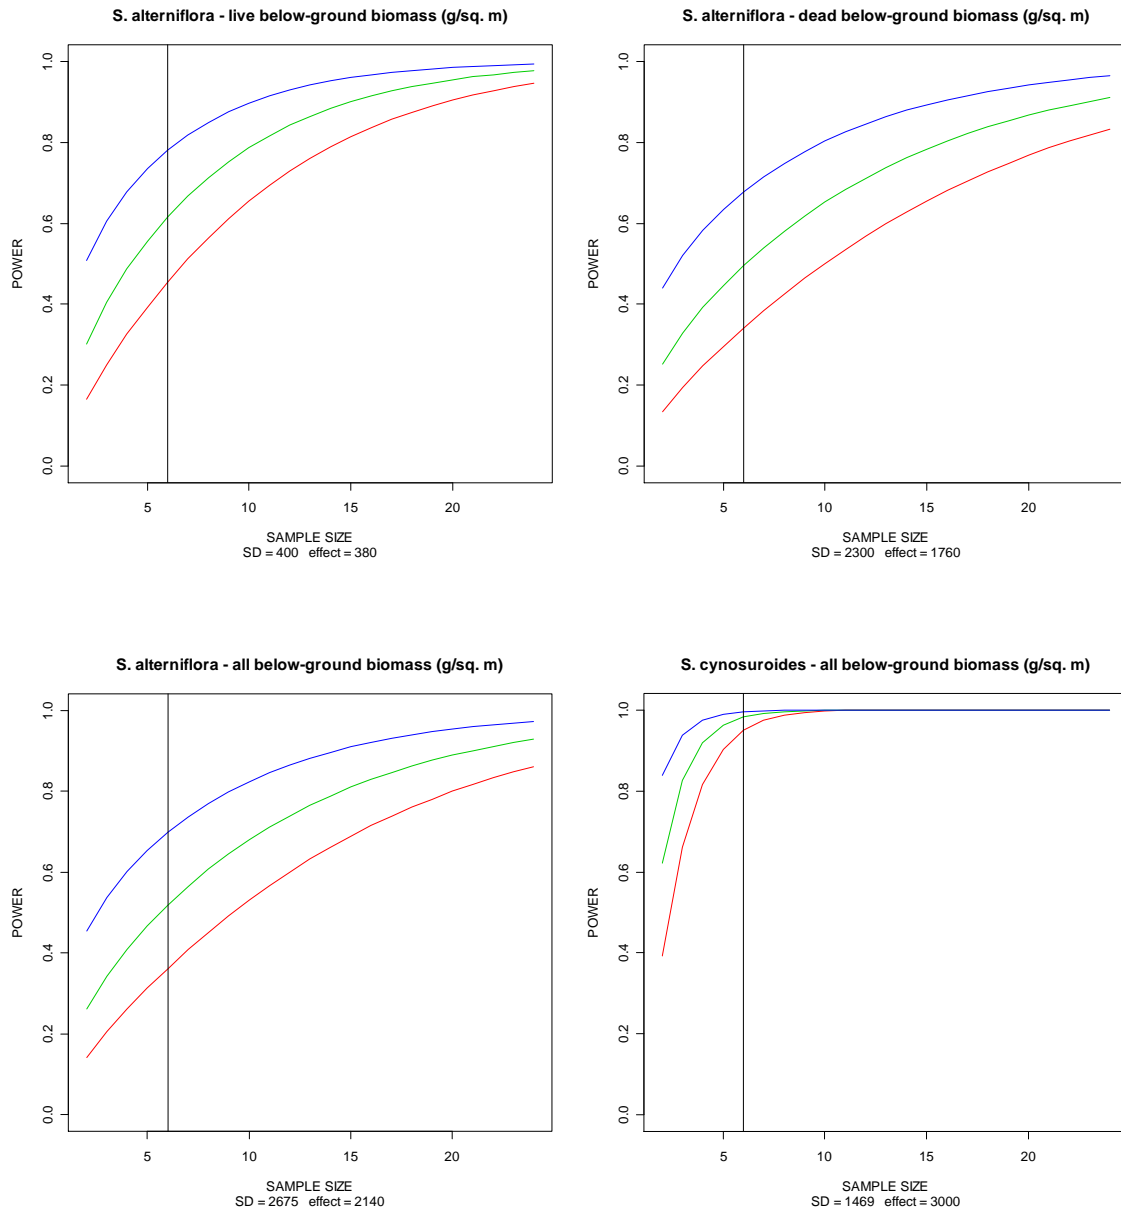 S. alterniflora - live below-ground biomass (g/sq. m)
POWER
1.0
0.8
0.6
0.4
0.2
0.0
5 10 15 20
SAMPLE SIZE
SD = 400 effect = 380
S. alterniflora - dead below-ground biomass (g/sq. m)
POWER
1.0
0.8
0.6
0.4
0.2
0.0
5 10 15 20
SAMPLE SIZE
SD = 2300 effect = 1760
S. alterniflora - all below-ground biomass (g/sq. m)
POWER
1.0
0.8
0.6
0.4
0.2
0.0
5 10 15 20
SAMPLE SIZE
SD = 2675 effect = 2140
S. cynosuroides - all below-ground biomass (g/sq. m)
POWER
1.0
0.8
0.6
0.4
0.2
0.0
5 10 15 20
SAMPLE SIZE
SD = 1469 effect = 3000